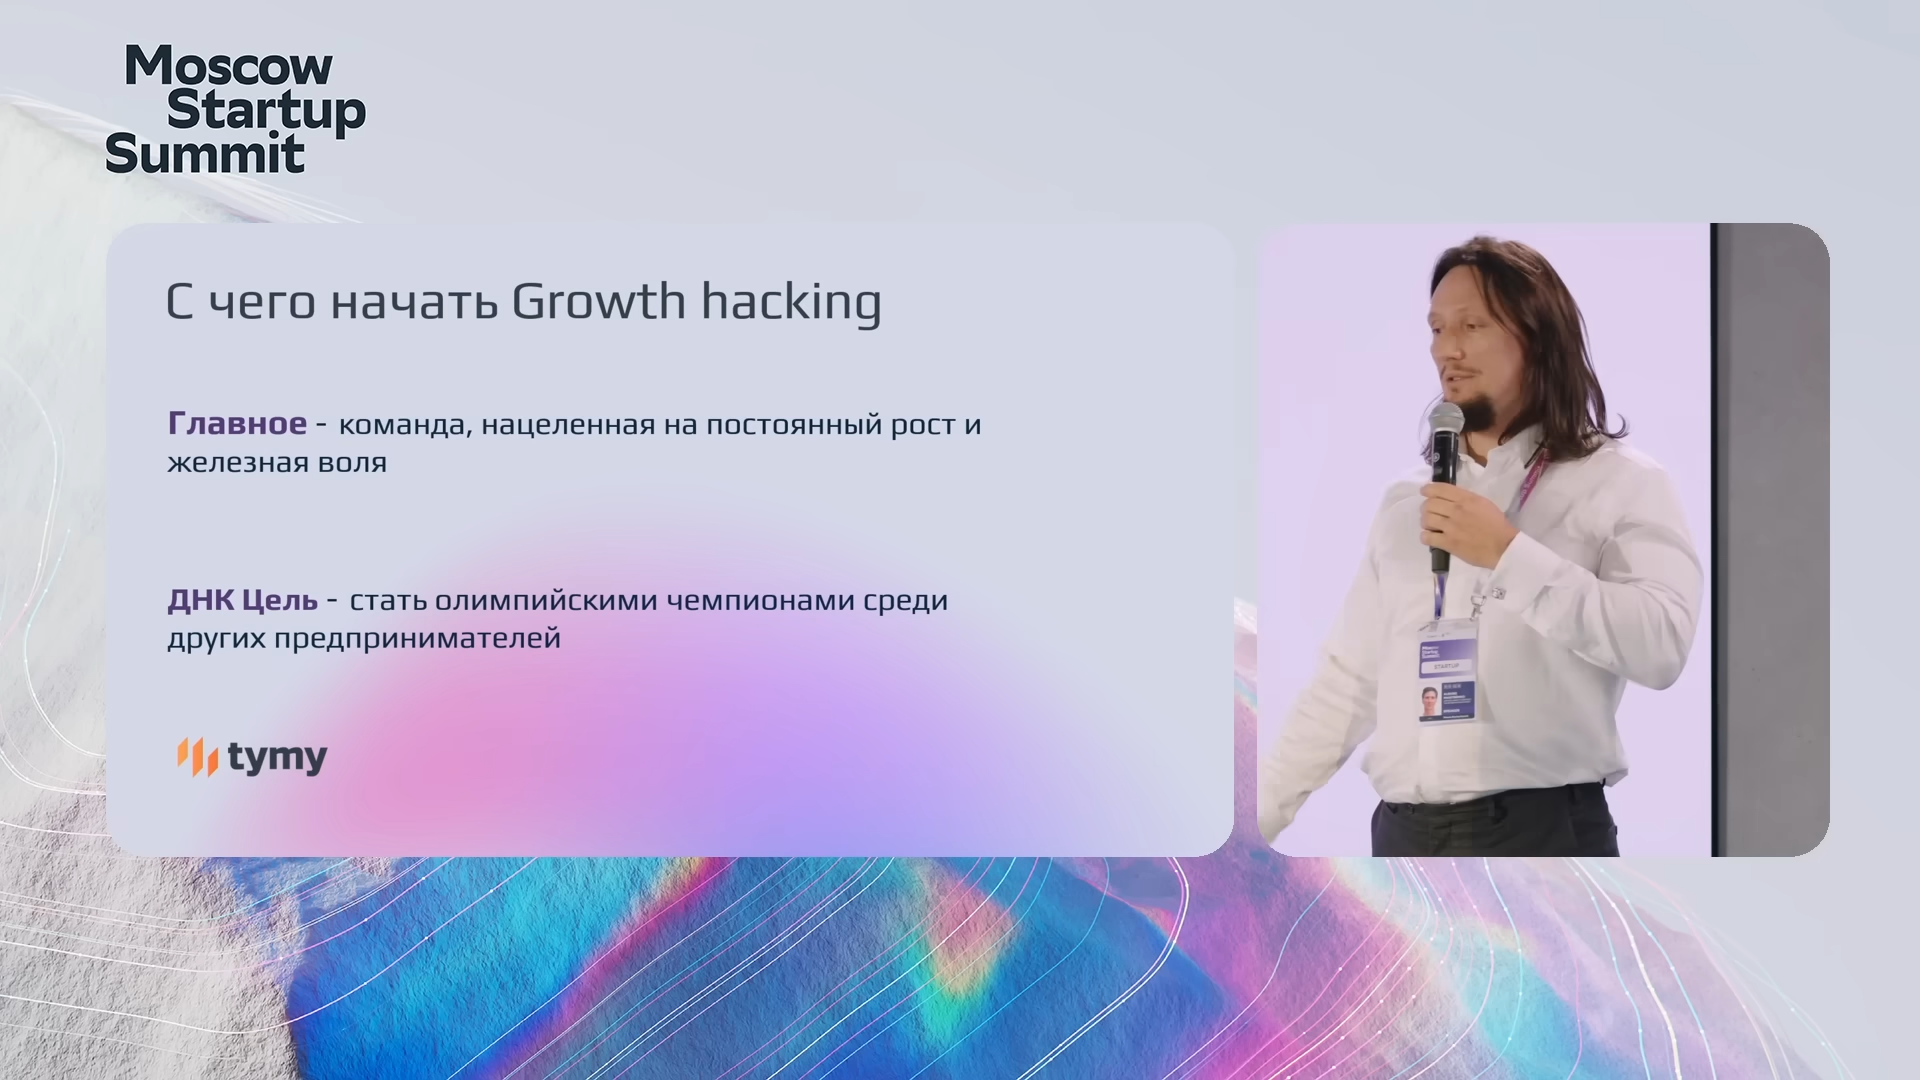 Moscow
Startup
Summit
С чего начать Growth hacking
Главное - команда, нацеленная на постоянный рост и
железная воля
ДНК Цель - стать олимпийскими чемпионами среди
других предпринимателей
tymy
STARTUP